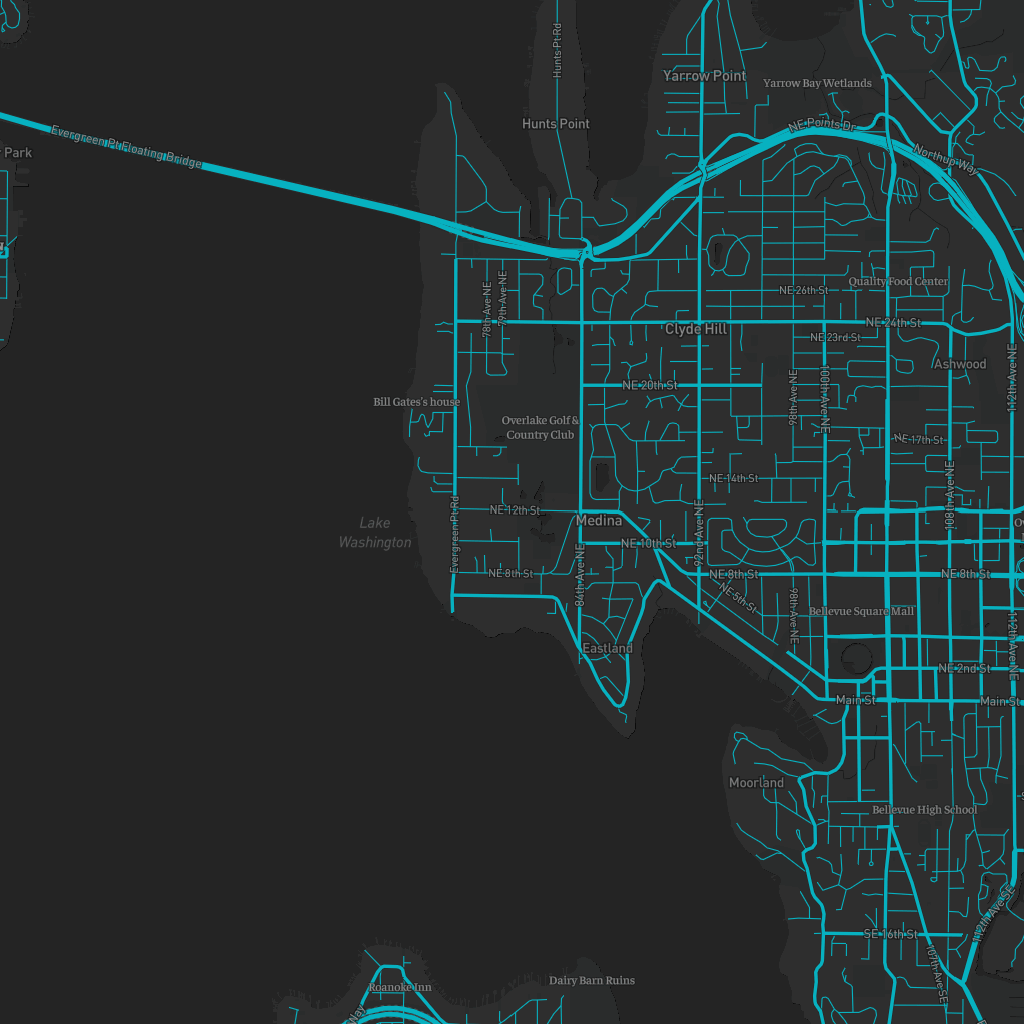 Hunts Pt Rd
Yarrow Point
Yarrow Bay Wetlands
Hunts Point
NE Points Dr
Evergreen Pt Floating Bridge
Park
Northup Way
NE 26th St
Quality Food Center
78th Ave NE
79th Ave NE
NE 24th St
Clyde Hill
NE 23rd St
Ashwood
112th Ave NE
NE 20th St
98th Ave NE
100th Ave NE
Bill Gates's house
Overlake Golf &
Country Club
NE 17th St
NE 14th St
108th Ave NE
Evergreen Pt Rd
NE 12th St
Medina
92nd Ave NE
Lake
Washington
NE 10th St
84th Ave NE
NE 8th St
NE 8th St
NE 8th St
NE 5th St
98th Ave NE
Bellevue Square Mall
112th Ave NE
Eastland
NE 2nd St
Main St
Main St
Moorland
Bellevue High School
112th Ave SE
SE 16th St
107th Ave SE
Roanoke Inn
Dairy Barn Ruins
Way